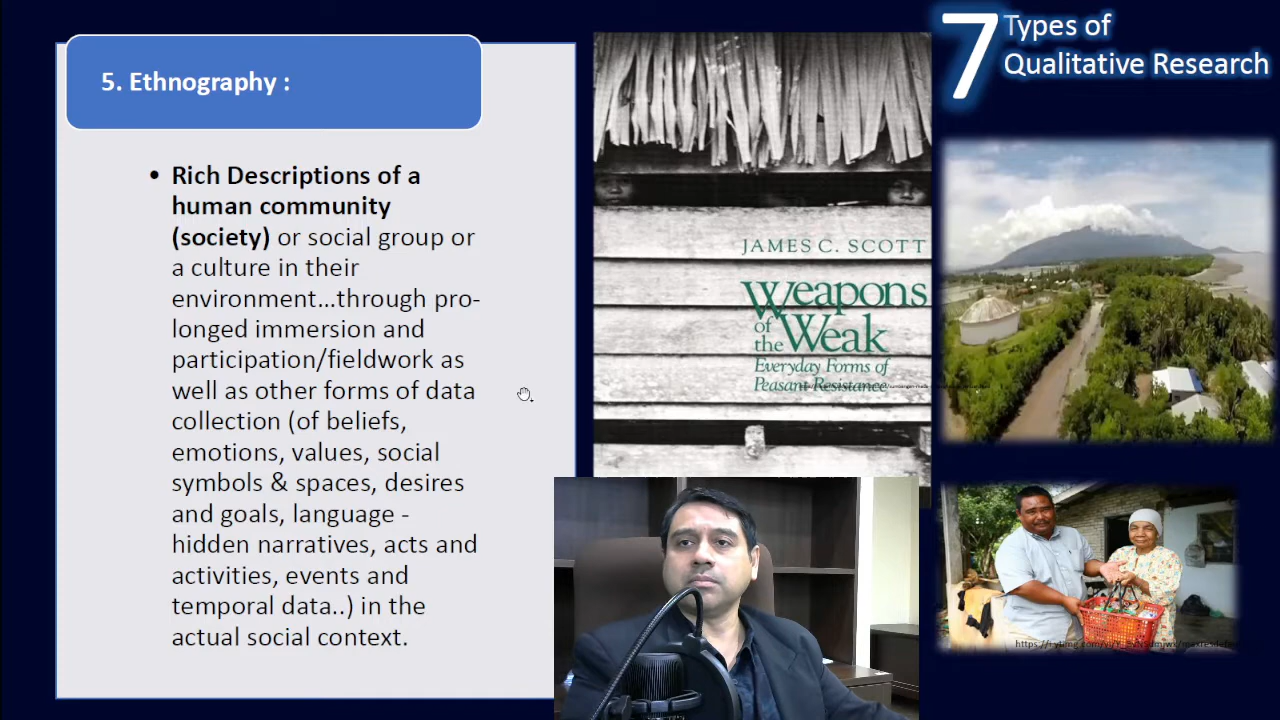 5. Ethnography :
• Rich Descriptions of a
human community
(society) or social group or
a culture in their
environment…through pro-
longed immersion and
participation/fieldwork as
well as other forms of data
collection (of beliefs,
emotions, values, social
symbols & spaces, desires
and goals, language -
hidden narratives, acts and
activities, events and
temporal data..) in the
actual social context.
JAMES C. SCOTT
Weapons
of
the Weak
Everyday Forms of
Peasant Resistance
7 Types of
Qualitative Research